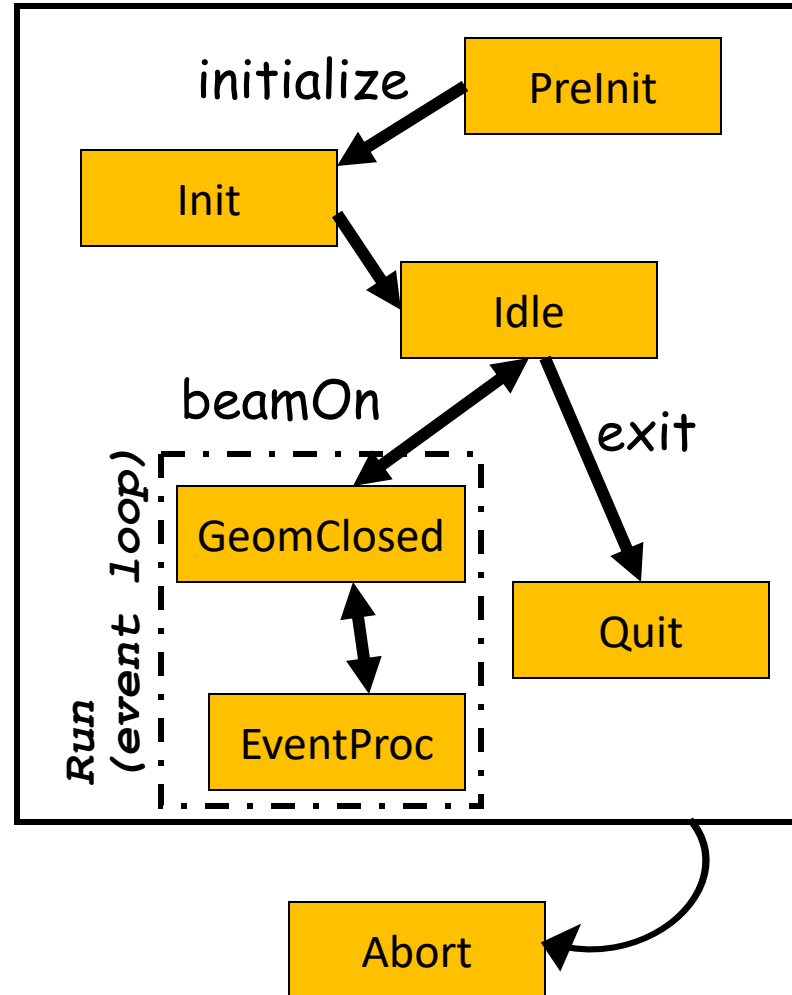 PreInit
initialize
Init
Idle
beamOn
exit
Run
(event loop)
GeomClosed
Quit
EventProc
Abort